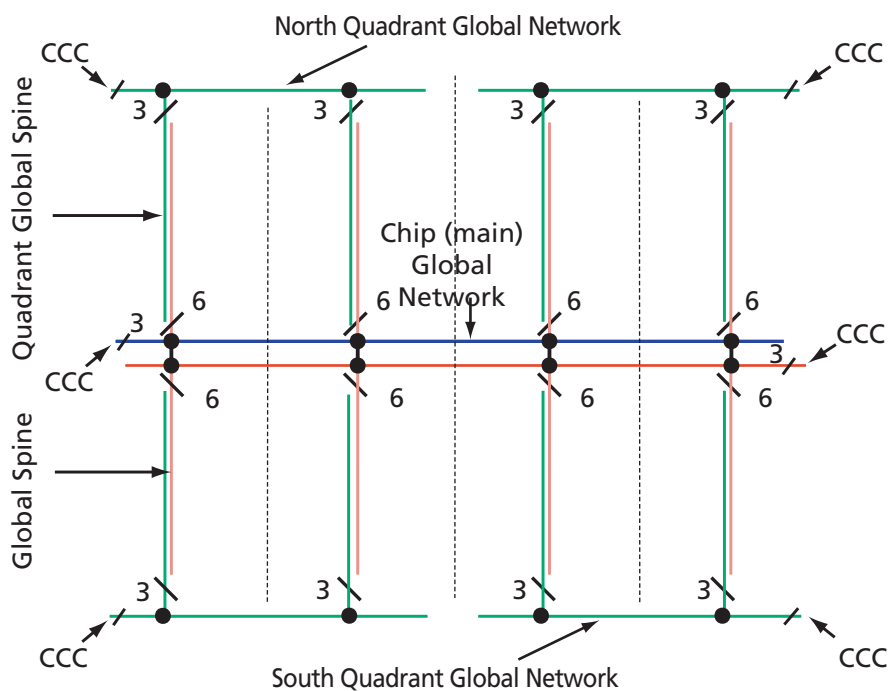 North Quadrant Global Network
CCC
CCC
3
3
3
3
Quadrant Global Spine
Chip (main)
Global
Network
6
6
6
6
3
CCC
3
CCC
6
6
6
6
Global Spine
3
3
3
3
CCC
CCC
South Quadrant Global Network